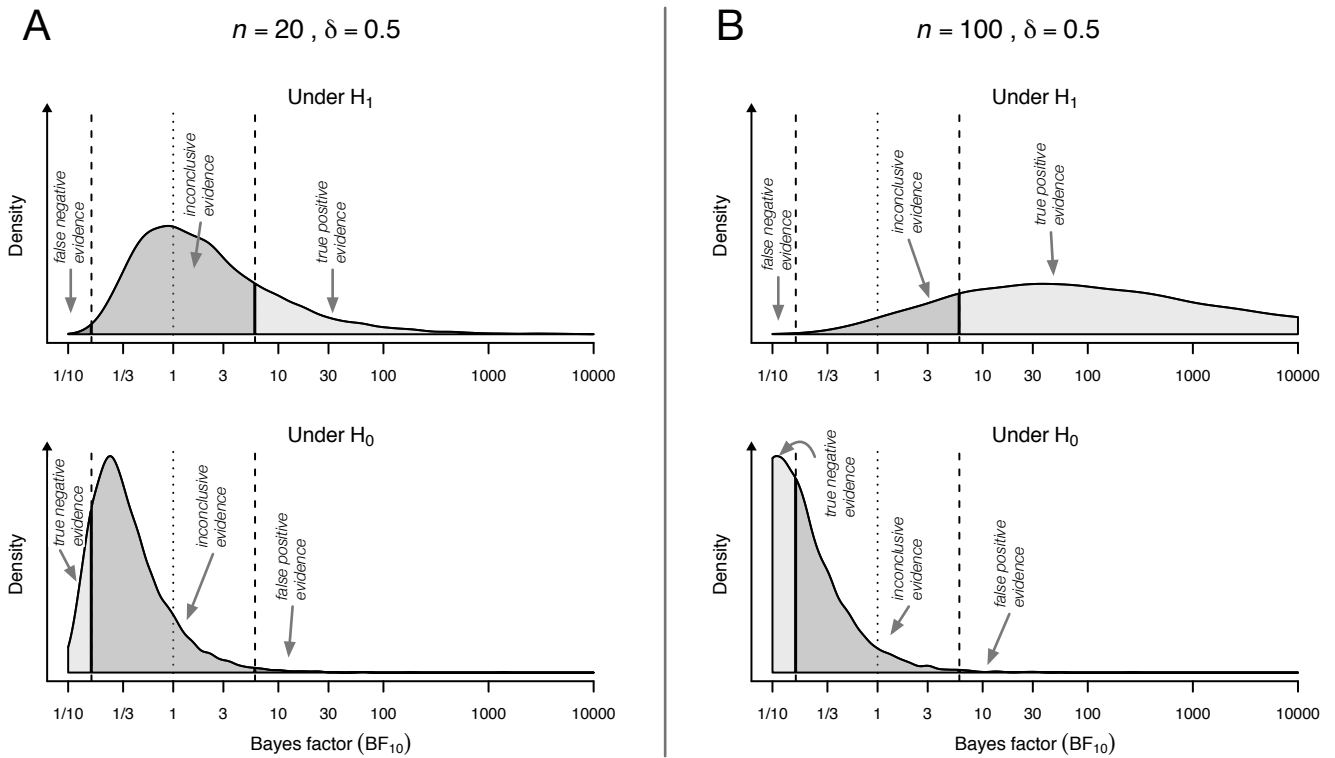 A
n = 20 , δ = 0.5
Under H₁
Density
false negative
evidence
inconclusive
evidence
true positive
evidence
1/10 1/3 1 3 10 30 100 1000 10000
Under H₀
Density
true negative
evidence
inconclusive
evidence
false positive
evidence
1/10 1/3 1 3 10 30 100 1000 10000
Bayes factor (BF₁₀)
B
n = 100 , δ = 0.5
Under H₁
Density
false negative
evidence
inconclusive
evidence
true positive
evidence
1/10 1/3 1 3 10 30 100 1000 10000
Under H₀
Density
true negative
evidence
inconclusive
evidence
false positive
evidence
1/10 1/3 1 3 10 30 100 1000 10000
Bayes factor (BF₁₀)